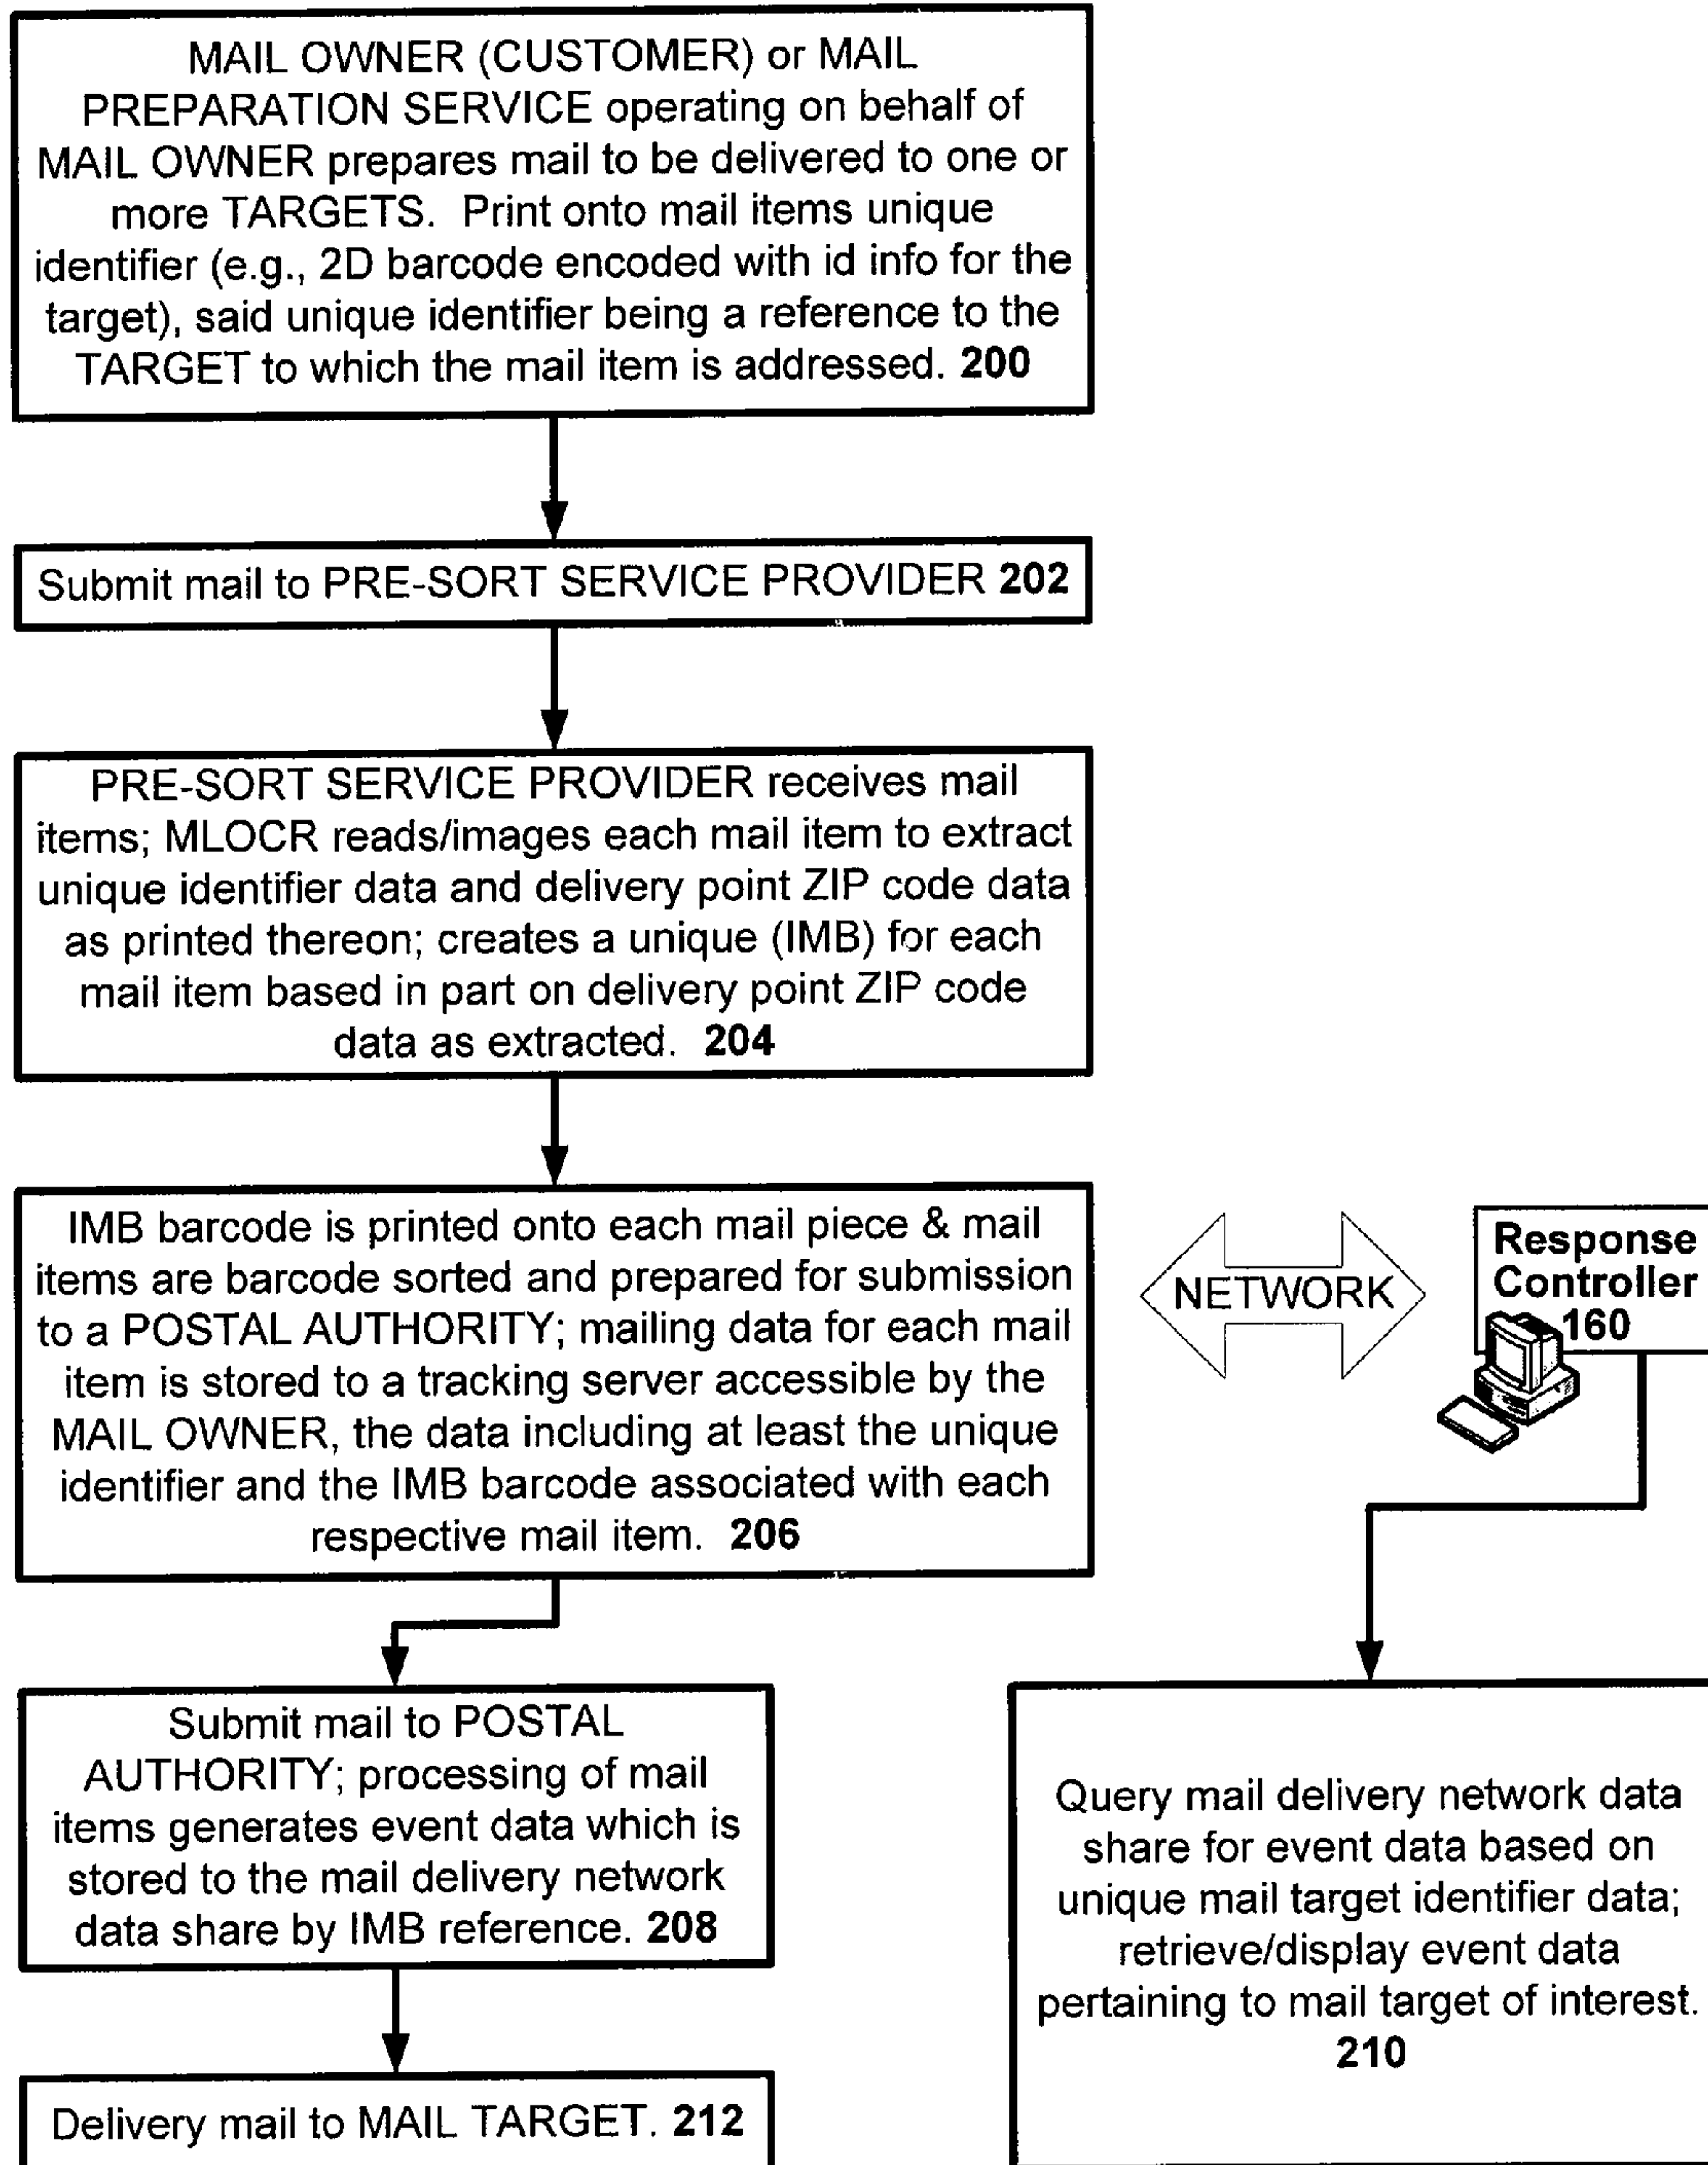 MAIL OWNER (CUSTOMER) or MAIL
PREPARATION SERVICE operating on behalf of
MAIL OWNER prepares mail to be delivered to one or
more TARGETS. Print onto mail items unique
identifier (e.g., 2D barcode encoded with id info for the
target), said unique identifier being a reference to the
TARGET to which the mail item is addressed. 200
Submit mail to PRE-SORT SERVICE PROVIDER 202
PRE-SORT SERVICE PROVIDER receives mail
items; MLOCR reads/images each mail item to extract
unique identifier data and delivery point ZIP code data
as printed thereon; creates a unique (IMB) for each
mail item based in part on delivery point ZIP code
data as extracted. 204
IMB barcode is printed onto each mail piece & mail
items are barcode sorted and prepared for submission
to a POSTAL AUTHORITY; mailing data for each mail
item is stored to a tracking server accessible by the
MAIL OWNER, the data including at least the unique
identifier and the IMB barcode associated with each
respective mail item. 206
NETWORK
Response
Controller
160
Submit mail to POSTAL
AUTHORITY; processing of mail
items generates event data which is
stored to the mail delivery network
data share by IMB reference. 208
Query mail delivery network data
share for event data based on
unique mail target identifier data;
retrieve/display event data
pertaining to mail target of interest.
210
Delivery mail to MAIL TARGET. 212